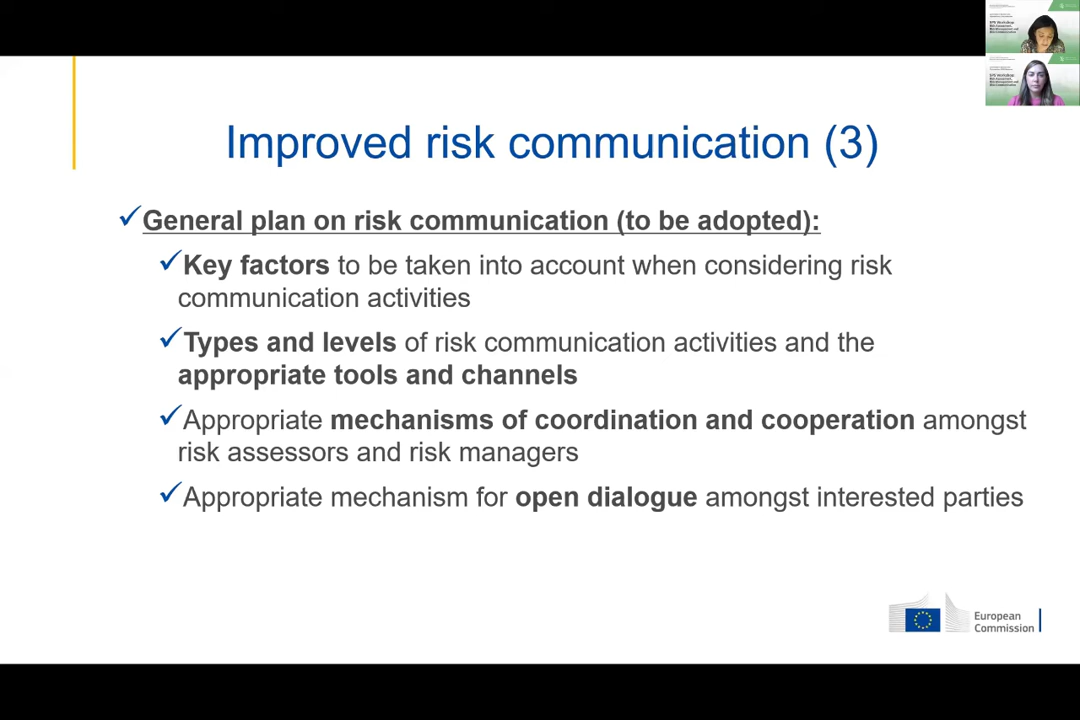 Improved risk communication (3)
General plan on risk communication (to be adopted):
Key factors to be taken into account when considering risk
communication activities
Types and levels of risk communication activities and the
appropriate tools and channels
Appropriate mechanisms of coordination and cooperation amongst
risk assessors and risk managers
Appropriate mechanism for open dialogue amongst interested parties
European
Commission